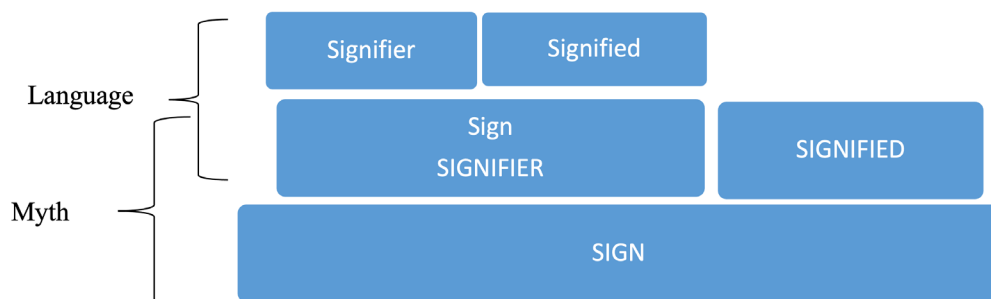 Signifier
Signified
Language
Sign
SIGNIFIER
SIGNIFIED
Myth
SIGN